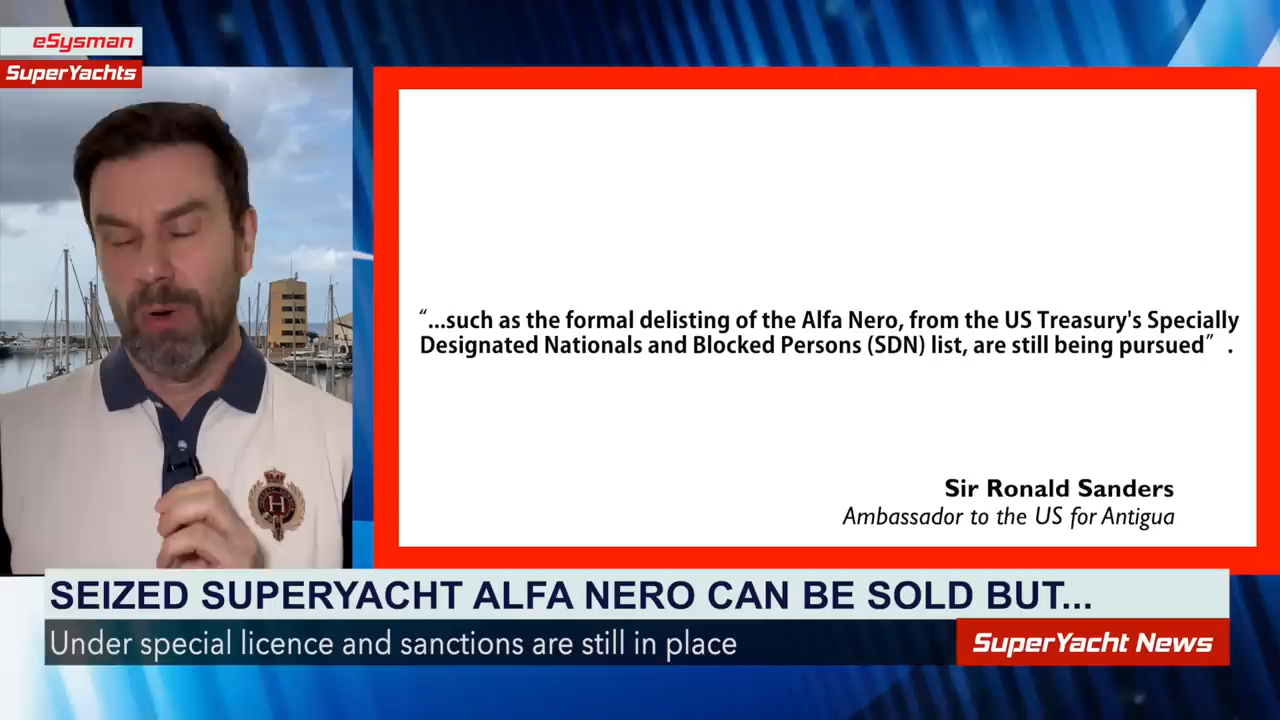 eSysman
SuperYachts
“...such as the formal delisting of the Alfa Nero, from the US Treasury's Specially
Designated Nationals and Blocked Persons (SDN) list, are still being pursued” .
Sir Ronald Sanders
Ambassador to the US for Antigua
H
SEIZED SUPERYACHT ALFA NERO CAN BE SOLD BUT...
Under special licence and sanctions are still in place
SuperYacht News